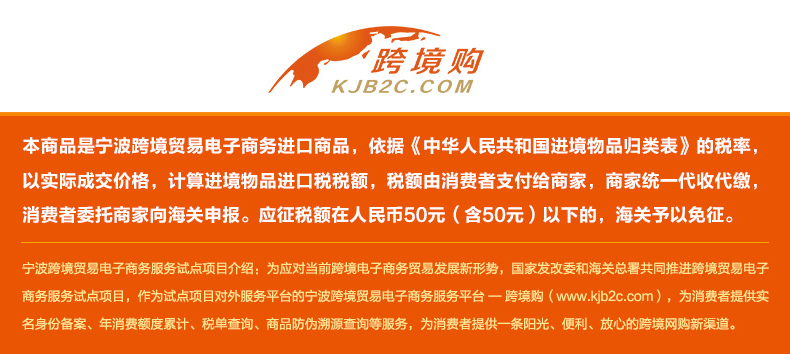 跨境购
KJB2C.COM
本商品是宁波跨境贸易电子商务进口商品，依据《中华人民共和国进境物品归类表》的税率，
以实际成交价格，计算进境物品进口税税额，税额由消费者支付给商家，商家统一代收代缴，
消费者委托商家向海关申报。应征税额在人民币50元（含50元）以下的，海关予以免征。
宁波跨境贸易电子商务服务试点项目介绍：为应对当前跨境电子商务贸易发展新形势，国家发改委和海关总署共同推进跨境贸易电子
商务服务试点项目，作为试点项目对外服务平台的宁波跨境贸易电子商务服务平台 — 跨境购（www.kjb2c.com），为消费者提供实
名身份备案、年消费额度累计、税单查询、商品防伪溯源查询等服务，为消费者提供一条阳光、便利、放心的跨境网购新渠道。